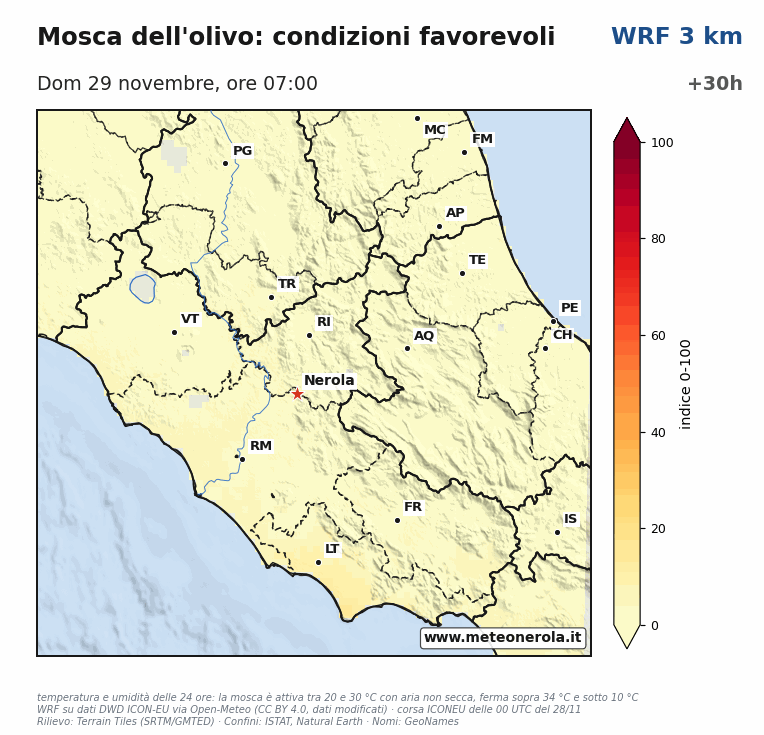 Mosca dell'olivo: condizioni favorevoli
WRF 3 km
Dom 29 novembre, ore 07:00
+30h
MC
FM
PG
AP
TE
TR
PE
VT
RI
AQ
CH
Nerola
RM
FR
IS
LT
www.meteonerola.it
100
80
60
40
20
0
indice 0-100
temperatura e umidità delle 24 ore: la mosca è attiva tra 20 e 30 °C con aria non secca, ferma sopra 34 °C e sotto 10 °C
WRF su dati DWD ICON-EU via Open-Meteo (CC BY 4.0, dati modificati) · corsa ICONEU delle 00 UTC del 28/11
Rilievo: Terrain Tiles (SRTM/GMTED) · Confini: ISTAT, Natural Earth · Nomi: GeoNames